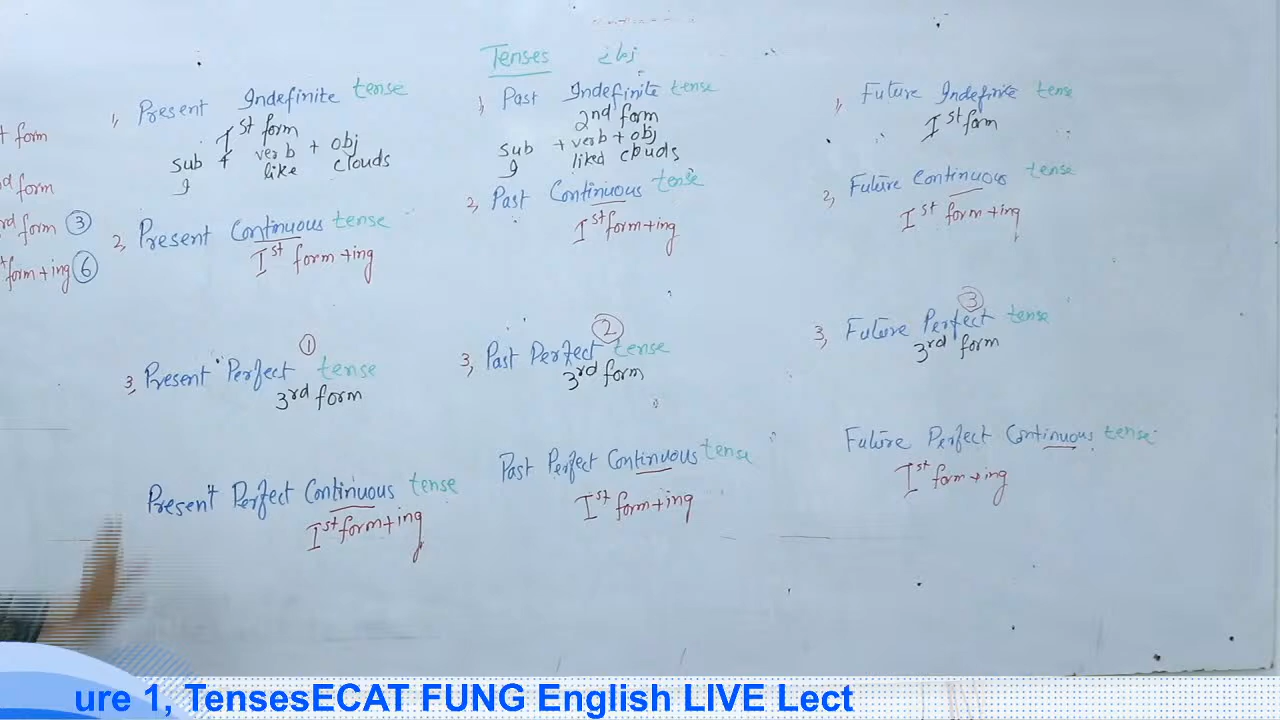 Tenses
1, Present Indefinite tense
Ist form
sub + verb + obj
I like clouds
2, Present Continuous tense
Ist form +ing
1
3, Present Perfect tense
3rd form
Present Perfect Continuous tense
Ist form+ing
1, Past Indefinite tense
2nd form
sub + verb + obj
I liked clouds
2, Past Continuous tense
Ist form+ing
2
3, Past Perfect tense
3rd form
Past Perfect Continuous tense
Ist form+ing
1, Future Indefinite tense
Ist form
2, Future Continuous tense
Ist form +ing
3
3, Future Perfect tense
3rd form
Future Perfect Continuous tense
Ist form+ing
form
form
rd form 3
form+ing 6
ure 1, TensesECAT FUNG English LIVE Lect